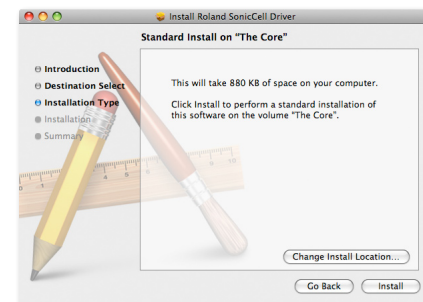 Install Roland SonicCell Driver
Standard Install on “The Core”
Introduction
Destination Select
Installation Type
Installation
Summary
This will take 880 KB of space on your computer.
Click Install to perform a standard installation of
this software on the volume “The Core”.
Change Install Location...
Go Back
Install